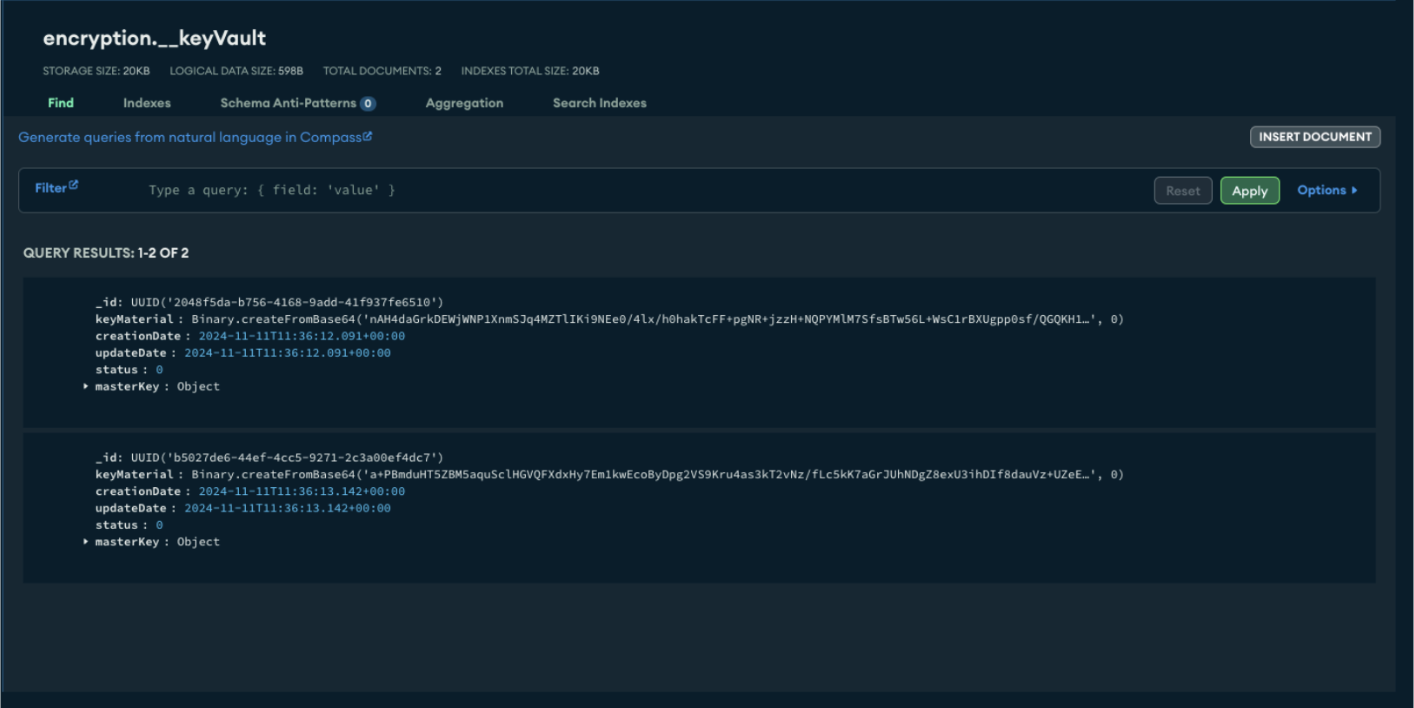 encryption.__keyVault
STORAGE SIZE: 20KB LOGICAL DATA SIZE: 598B TOTAL DOCUMENTS: 2 INDEXES TOTAL SIZE: 20KB
Find Indexes Schema Anti-Patterns 0 Aggregation Search Indexes
Generate queries from natural language in Compass
INSERT DOCUMENT
Filter Type a query: { field: 'value' } Reset Apply Options
QUERY RESULTS: 1-2 OF 2
_id: UUID('2048f5da-b756-4168-9add-41f937fe6510')
keyMaterial : Binary.createFromBase64('nAH4daGrkDEWjWNP1XnmSJq4MZTlIKi9NEe0/4lx/h0hakTcFF+pgNR+jzzH+NQPYMlM7SfsBTw56L+WsC1rBXUgpp0sf/QGQKH1…', 0)
creationDate : 2024-11-11T11:36:12.091+00:00
updateDate : 2024-11-11T11:36:12.091+00:00
status : 0
masterKey : Object
_id: UUID('b5027de6-44ef-4cc5-9271-2c3a00ef4dc7')
keyMaterial : Binary.createFromBase64('a+PBmduHT5ZBM5aquSclHGVQFXdxHy7Em1kwEcoByDpg2VS9Kru4as3kT2vNz/fLc5kK7aGrJUhNDgZ8exU3ihDIf8dauVz+UZeE…', 0)
creationDate : 2024-11-11T11:36:13.142+00:00
updateDate : 2024-11-11T11:36:13.142+00:00
status : 0
masterKey : Object